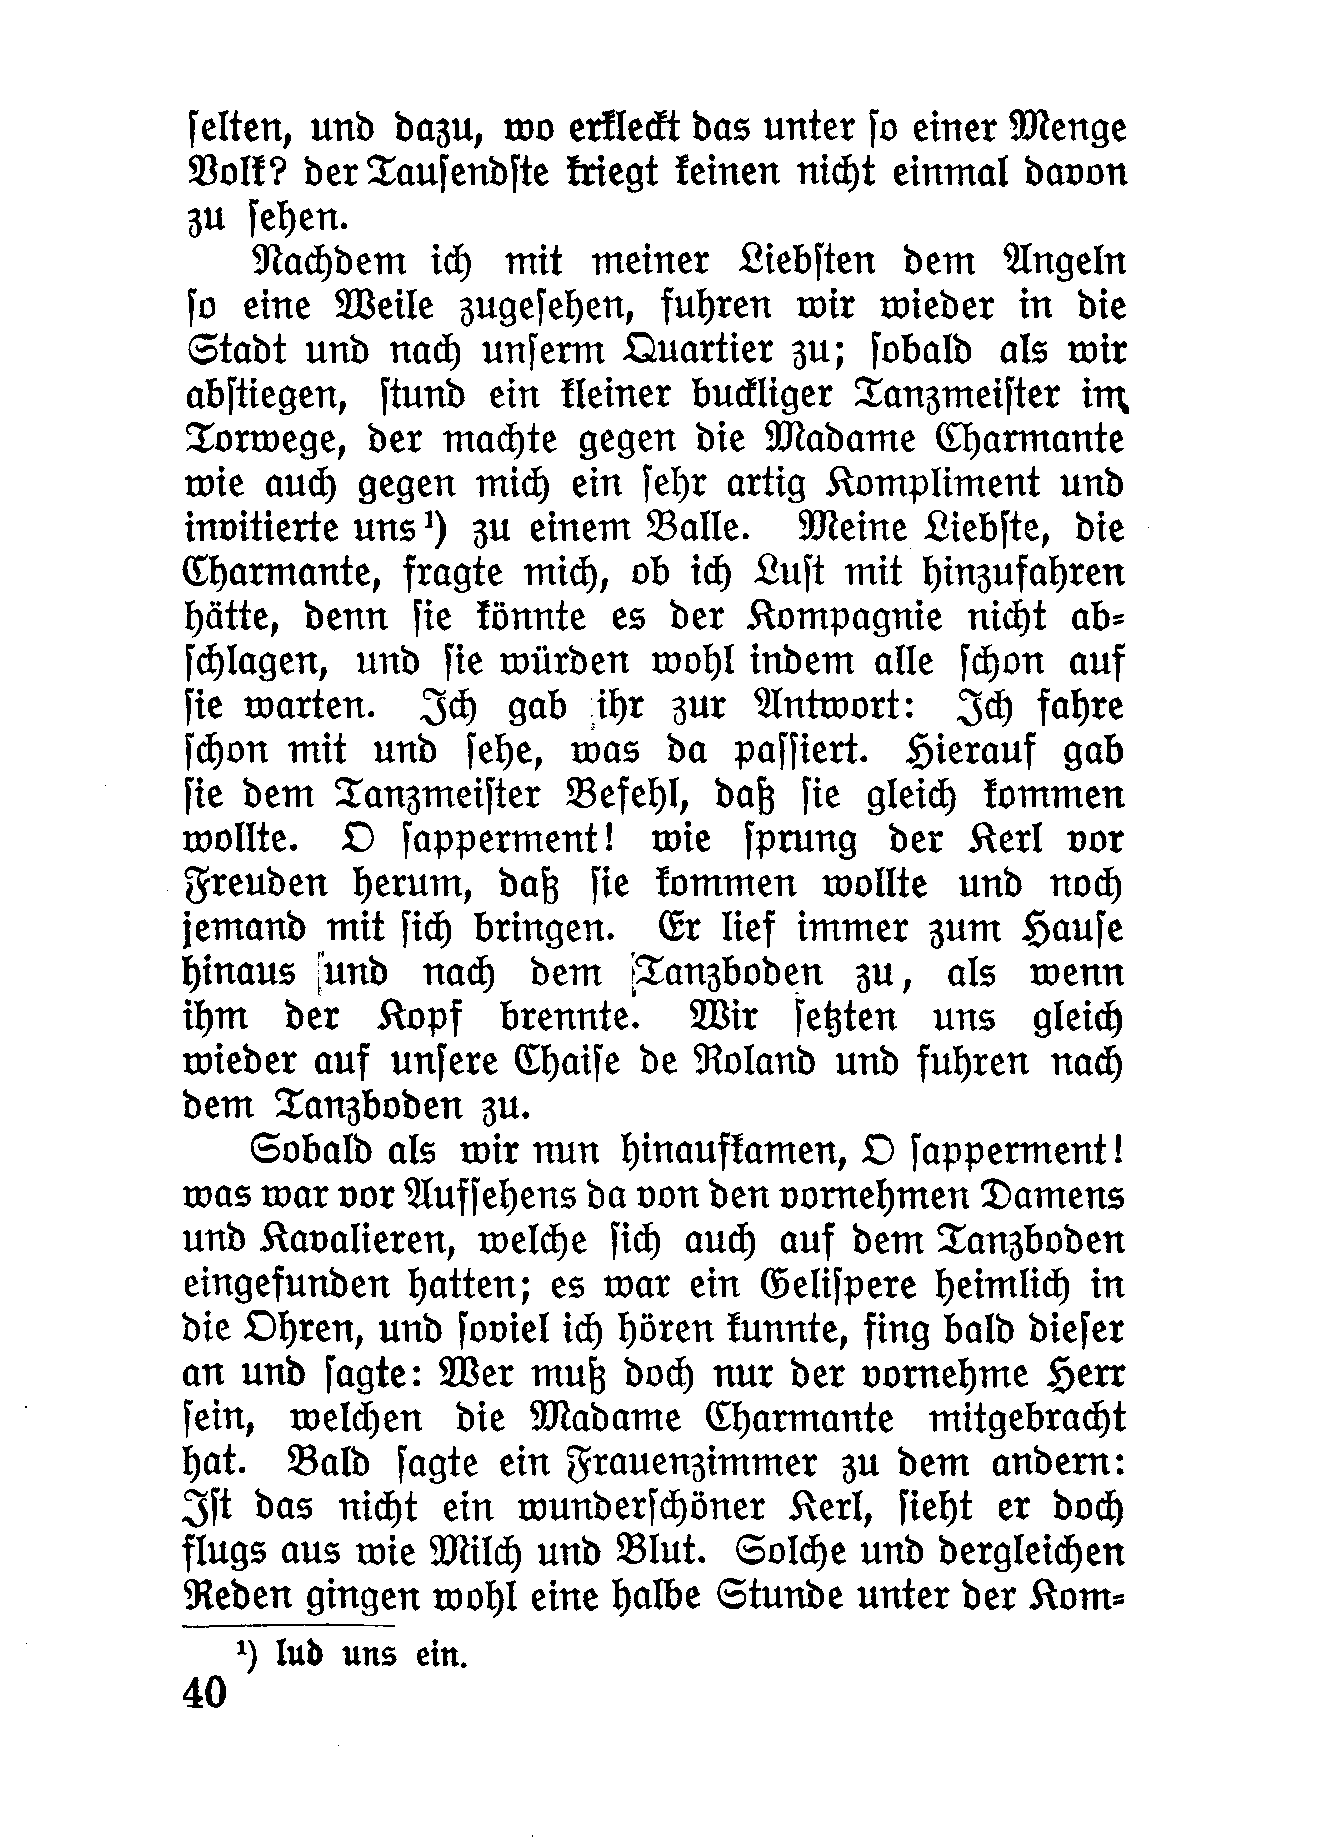 ſelten, und dazu, wo erkleckt das unter ſo einer Menge
Volk? der Tauſendſte kriegt keinen nicht einmal davon
zu ſehen.
Nachdem ich mit meiner Liebſten dem Angeln
ſo eine Weile zugeſehen, fuhren wir wieder in die
Stadt und nach unſerm Quartier zu; ſobald als wir
abſtiegen, ſtund ein kleiner buckliger Tanzmeiſter im
Torwege, der machte gegen die Madame Charmante
wie auch gegen mich ein ſehr artig Kompliment und
invitierte uns¹) zu einem Balle. Meine Liebſte, die
Charmante, fragte mich, ob ich Luſt mit hinzufahren
hätte, denn ſie könnte es der Kompagnie nicht ab⸗
ſchlagen, und ſie würden wohl indem alle ſchon auf
ſie warten. Ich gab ihr zur Antwort: Ich fahre
ſchon mit und ſehe, was da paſſiert. Hierauf gab
ſie dem Tanzmeiſter Befehl, daß ſie gleich kommen
wollte. O ſapperment! wie ſprung der Kerl vor
Freuden herum, daß ſie kommen wollte und noch
jemand mit ſich bringen. Er lief immer zum Hauſe
hinaus und nach dem Tanzboden zu, als wenn
ihm der Kopf brennte. Wir ſetzten uns gleich
wieder auf unſere Chaiſe de Roland und fuhren nach
dem Tanzboden zu.
Sobald als wir nun hinaufkamen, O ſapperment!
was war vor Aufſehens da von den vornehmen Damens
und Kavalieren, welche ſich auch auf dem Tanzboden
eingefunden hatten; es war ein Geliſpere heimlich in
die Ohren, und ſoviel ich hören kunnte, fing bald dieſer
an und ſagte: Wer muß doch nur der vornehme Herr
ſein, welchen die Madame Charmante mitgebracht
hat. Bald ſagte ein Frauenzimmer zu dem andern:
Iſt das nicht ein wunderſchöner Kerl, ſieht er doch
flugs aus wie Milch und Blut. Solche und dergleichen
Reden gingen wohl eine halbe Stunde unter der Kom⸗
¹) lud uns ein.
40